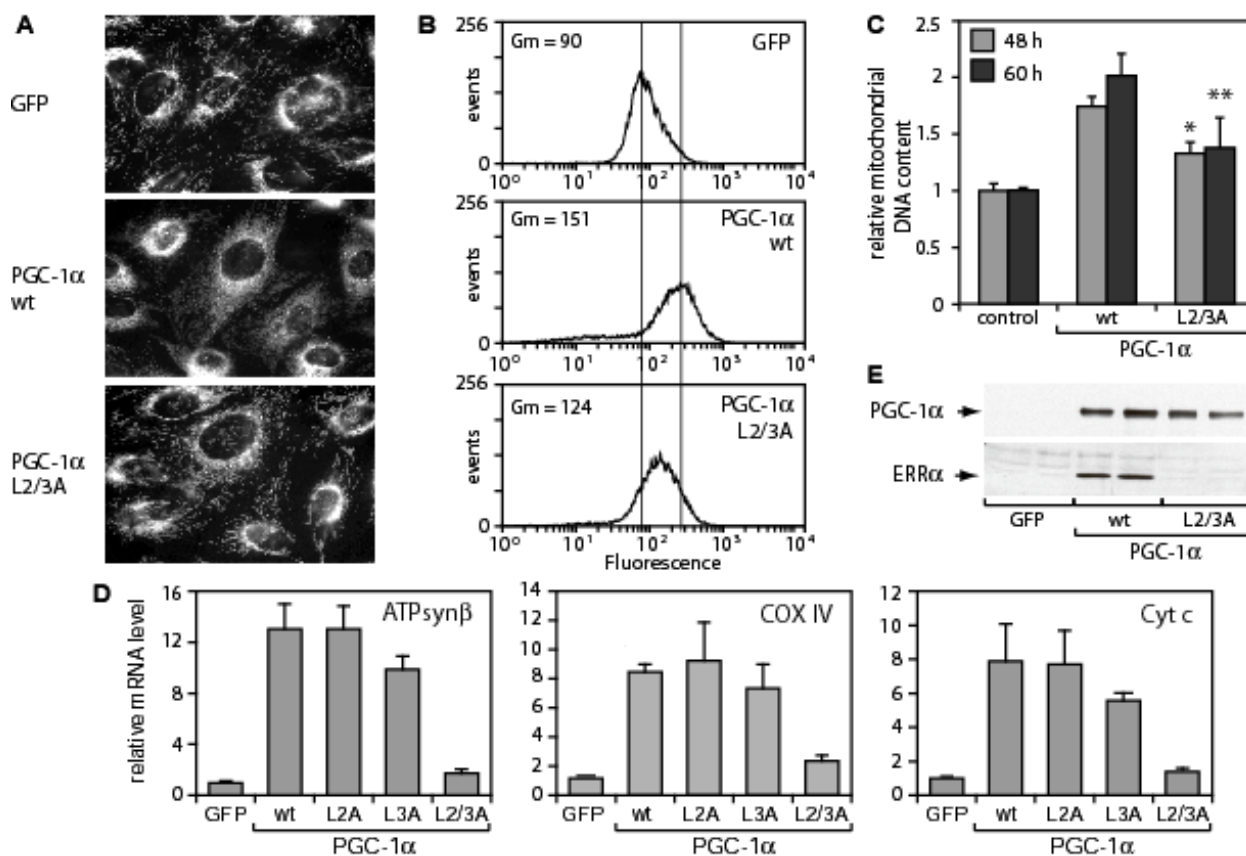 A
GFP
PGC-1α
wt
PGC-1α
L2/3A
B
256
Gm = 90
GFP
events
0
10⁰ 10¹ 10² 10³ 10⁴
256
Gm = 151
PGC-1α
wt
events
0
10⁰ 10¹ 10² 10³ 10⁴
256
Gm = 124
PGC-1α
L2/3A
events
0
10⁰ 10¹ 10² 10³ 10⁴
Fluorescence
C
relative mitochondrial
DNA content
2.5
2
1.5
1
0.5
0
48 h
60 h
*
**
control wt L2/3A
PGC-1α
E
PGC-1α
ERRα
GFP wt L2/3A
PGC-1α
D
relative mRNA level
16
12
8
4
0
ATPsynβ
GFP wt L2A L3A L2/3A
PGC-1α
14
12
10
8
6
4
2
0
COX IV
GFP wt L2A L3A L2/3A
PGC-1α
12
10
8
6
4
2
0
Cyt c
GFP wt L2A L3A L2/3A
PGC-1α